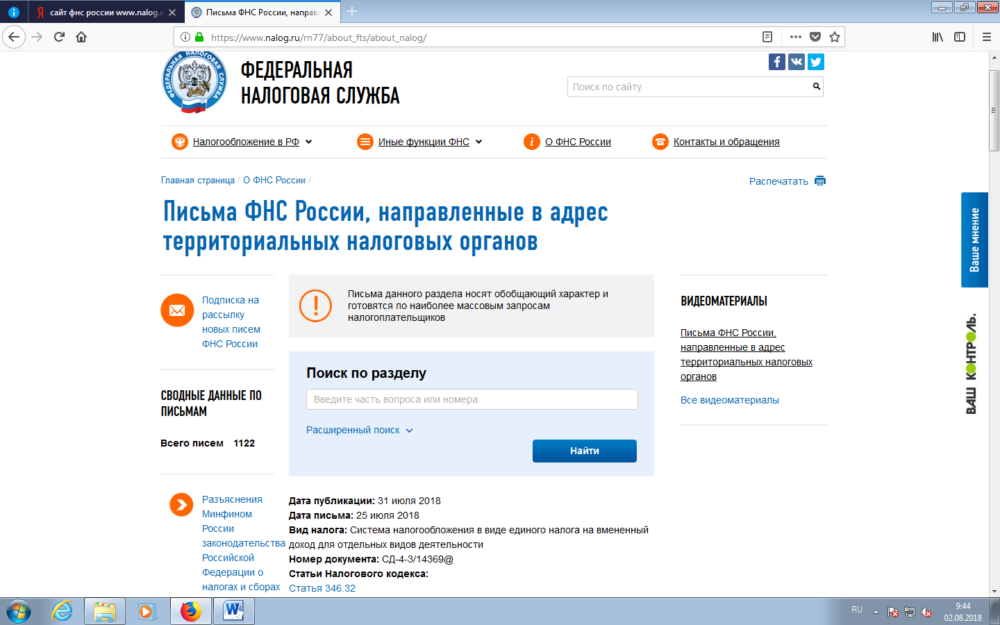 сайт фнс россии www.nalog.r
Письма ФНС России, направл
https://www.nalog.ru/rn77/about_fts/about_nalog/
ФЕДЕРАЛЬНАЯ НАЛОГОВАЯ СЛУЖБА
ФЕДЕРАЛЬНАЯ
НАЛОГОВАЯ СЛУЖБА
Поиск по сайту
Налогообложение в РФ
Иные функции ФНС
О ФНС России
Контакты и обращения
Главная страница / О ФНС России /
Распечатать
Письма ФНС России, направленные в адрес
территориальных налоговых органов
Подписка на
рассылку
новых писем
ФНС России
СВОДНЫЕ ДАННЫЕ ПО
ПИСЬМАМ
Всего писем 1122
Разъяснения
Минфином
России
законодательства
Российской
Федерации о
налогах и сборах
Письма данного раздела носят обобщающий характер и
готовятся по наиболее массовым запросам
налогоплательщиков
Поиск по разделу
Введите часть вопроса или номера
Расширенный поиск
Найти
Дата публикации: 31 июля 2018
Дата письма: 25 июля 2018
Вид налога: Система налогообложения в виде единого налога на вмененный
доход для отдельных видов деятельности
Номер документа: СД-4-3/14369@
Статьи Налогового кодекса:
Статья 346.32
ВИДЕОМАТЕРИАЛЫ
Письма ФНС России,
направленные в адрес
территориальных налоговых
органов
Все видеоматериалы
Ваше мнение
ВАШ КОНТРОЛЬ.
RU
9:44
02.08.2018